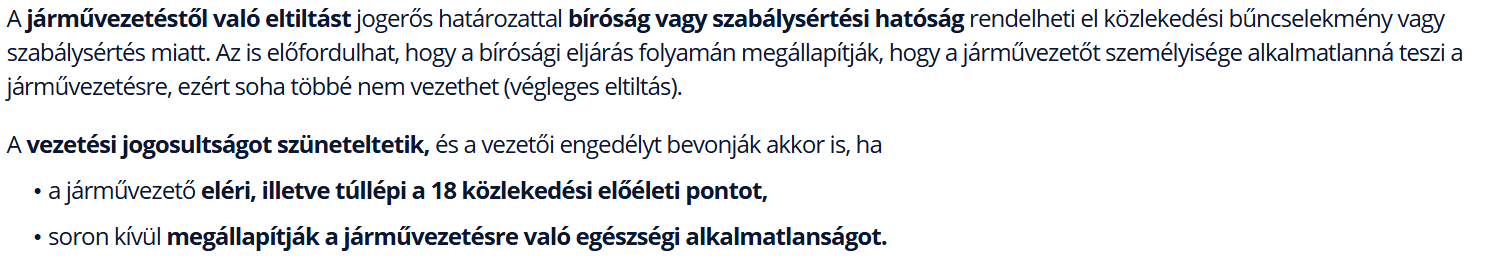 A járművezetéstől való eltiltást jogerős határozattal bíróság vagy szabálysértési hatóság rendelheti el közlekedési bűncselekmény vagy
szabálysértés miatt. Az is előfordulhat, hogy a bírósági eljárás folyamán megállapítják, hogy a járművezetőt személyisége alkalmatlanná teszi a
járművezetésre, ezért soha többé nem vezethet (végleges eltiltás).
A vezetési jogosultságot szüneteltetik, és a vezetői engedélyt bevonják akkor is, ha
• a járművezető eléri, illetve túllépi a 18 közlekedési előéleti pontot,
• soron kívül megállapítják a járművezetésre való egészségi alkalmatlanságot.